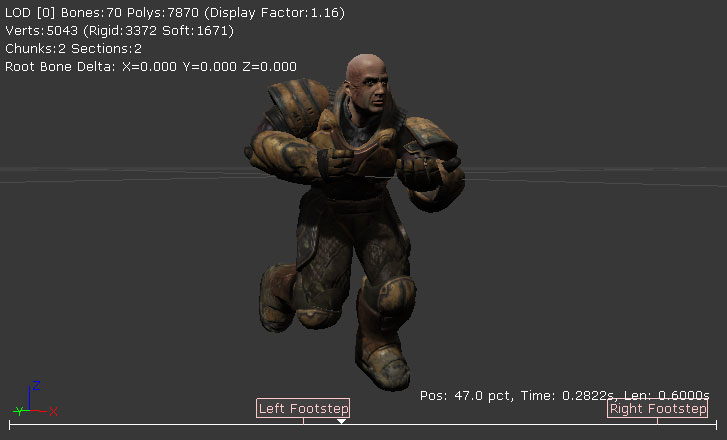 LOD [0] Bones:70 Polys:7870 (Display Factor:1.16)
Verts:5043 (Rigid:3372 Soft:1671)
Chunks:2 Sections:2
Root Bone Delta: X=0.000 Y=0.000 Z=0.000
Z
Y X
Pos: 47.0 pct, Time: 0.2822s, Len: 0.6000s
Left Footstep Right Footstep